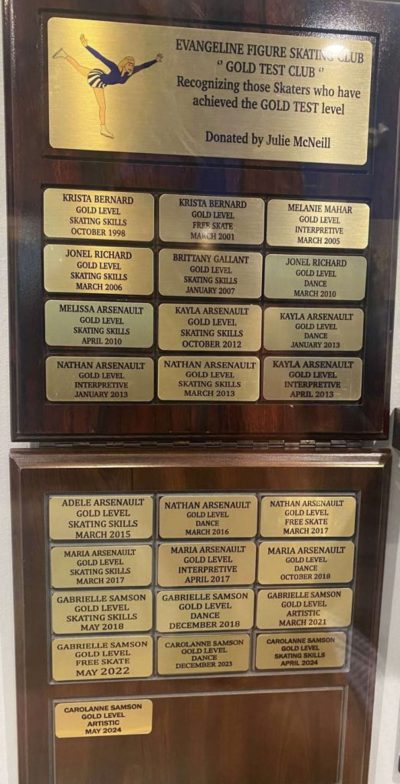 EVANGELINE FIGURE SKATING CLUB
" GOLD TEST CLUB "
Recognizing those Skaters who have
achieved the GOLD TEST level
Donated by Julie McNeill
KRISTA BERNARD
GOLD LEVEL
SKATING SKILLS
OCTOBER 1998
KRISTA BERNARD
GOLD LEVEL
FREE SKATE
MARCH 2001
MELANIE MAHAR
GOLD LEVEL
INTERPRETIVE
MARCH 2005
JONEL RICHARD
GOLD LEVEL
SKATING SKILLS
MARCH 2006
BRITTANY GALLANT
GOLD LEVEL
SKATING SKILLS
JANUARY 2007
JONEL RICHARD
GOLD LEVEL
DANCE
MARCH 2010
MELISSA ARSENAULT
GOLD LEVEL
SKATING SKILLS
APRIL 2010
KAYLA ARSENAULT
GOLD LEVEL
SKATING SKILLS
OCTOBER 2012
KAYLA ARSENAULT
GOLD LEVEL
DANCE
JANUARY 2013
NATHAN ARSENAULT
GOLD LEVEL
INTERPRETIVE
JANUARY 2013
NATHAN ARSENAULT
GOLD LEVEL
SKATING SKILLS
MARCH 2013
KAYLA ARSENAULT
GOLD LEVEL
INTERPRETIVE
APRIL 2013
ADELE ARSENAULT
GOLD LEVEL
SKATING SKILLS
MARCH 2015
NATHAN ARSENAULT
GOLD LEVEL
DANCE
MARCH 2016
NATHAN ARSENAULT
GOLD LEVEL
FREE SKATE
MARCH 2017
MARIA ARSENAULT
GOLD LEVEL
SKATING SKILLS
MARCH 2017
MARIA ARSENAULT
GOLD LEVEL
INTERPRETIVE
APRIL 2017
MARIA ARSENAULT
GOLD LEVEL
DANCE
OCTOBER 2018
GABRIELLE SAMSON
GOLD LEVEL
SKATING SKILLS
MAY 2018
GABRIELLE SAMSON
GOLD LEVEL
DANCE
DECEMBER 2018
GABRIELLE SAMSON
GOLD LEVEL
ARTISTIC
MARCH 2021
GABRIELLE SAMSON
GOLD LEVEL
FREE SKATE
MAY 2022
CAROLANNE SAMSON
GOLD LEVEL
DANCE
DECEMBER 2023
CAROLANNE SAMSON
GOLD LEVEL
SKATING SKILLS
APRIL 2024
CAROLANNE SAMSON
GOLD LEVEL
ARTISTIC
MAY 2024